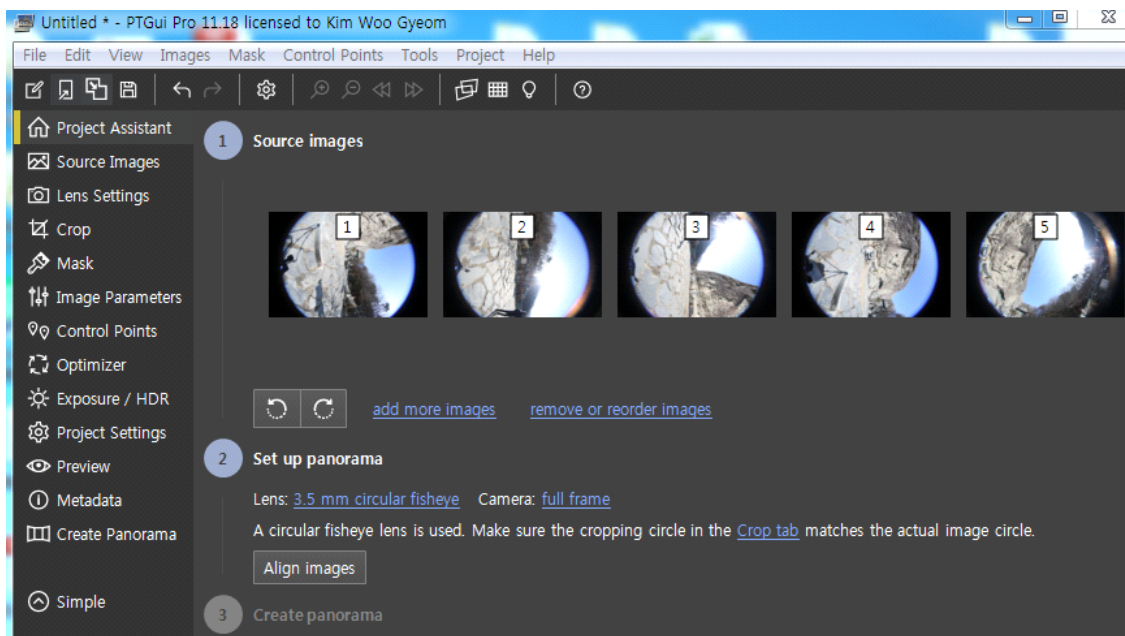 Untitled * - PTGui Pro 11.18 licensed to Kim Woo Gyeom
File Edit View Images Mask Control Points Tools Project Help
Project Assistant
Source Images
Lens Settings
Crop
Mask
Image Parameters
Control Points
Optimizer
Exposure / HDR
Project Settings
Preview
Metadata
Create Panorama
Simple
1 Source images
1 2 3 4 5
add more images remove or reorder images
2 Set up panorama
Lens: 3.5 mm circular fisheye Camera: full frame
A circular fisheye lens is used. Make sure the cropping circle in the Crop tab matches the actual image circle.
Align images
3 Create panorama